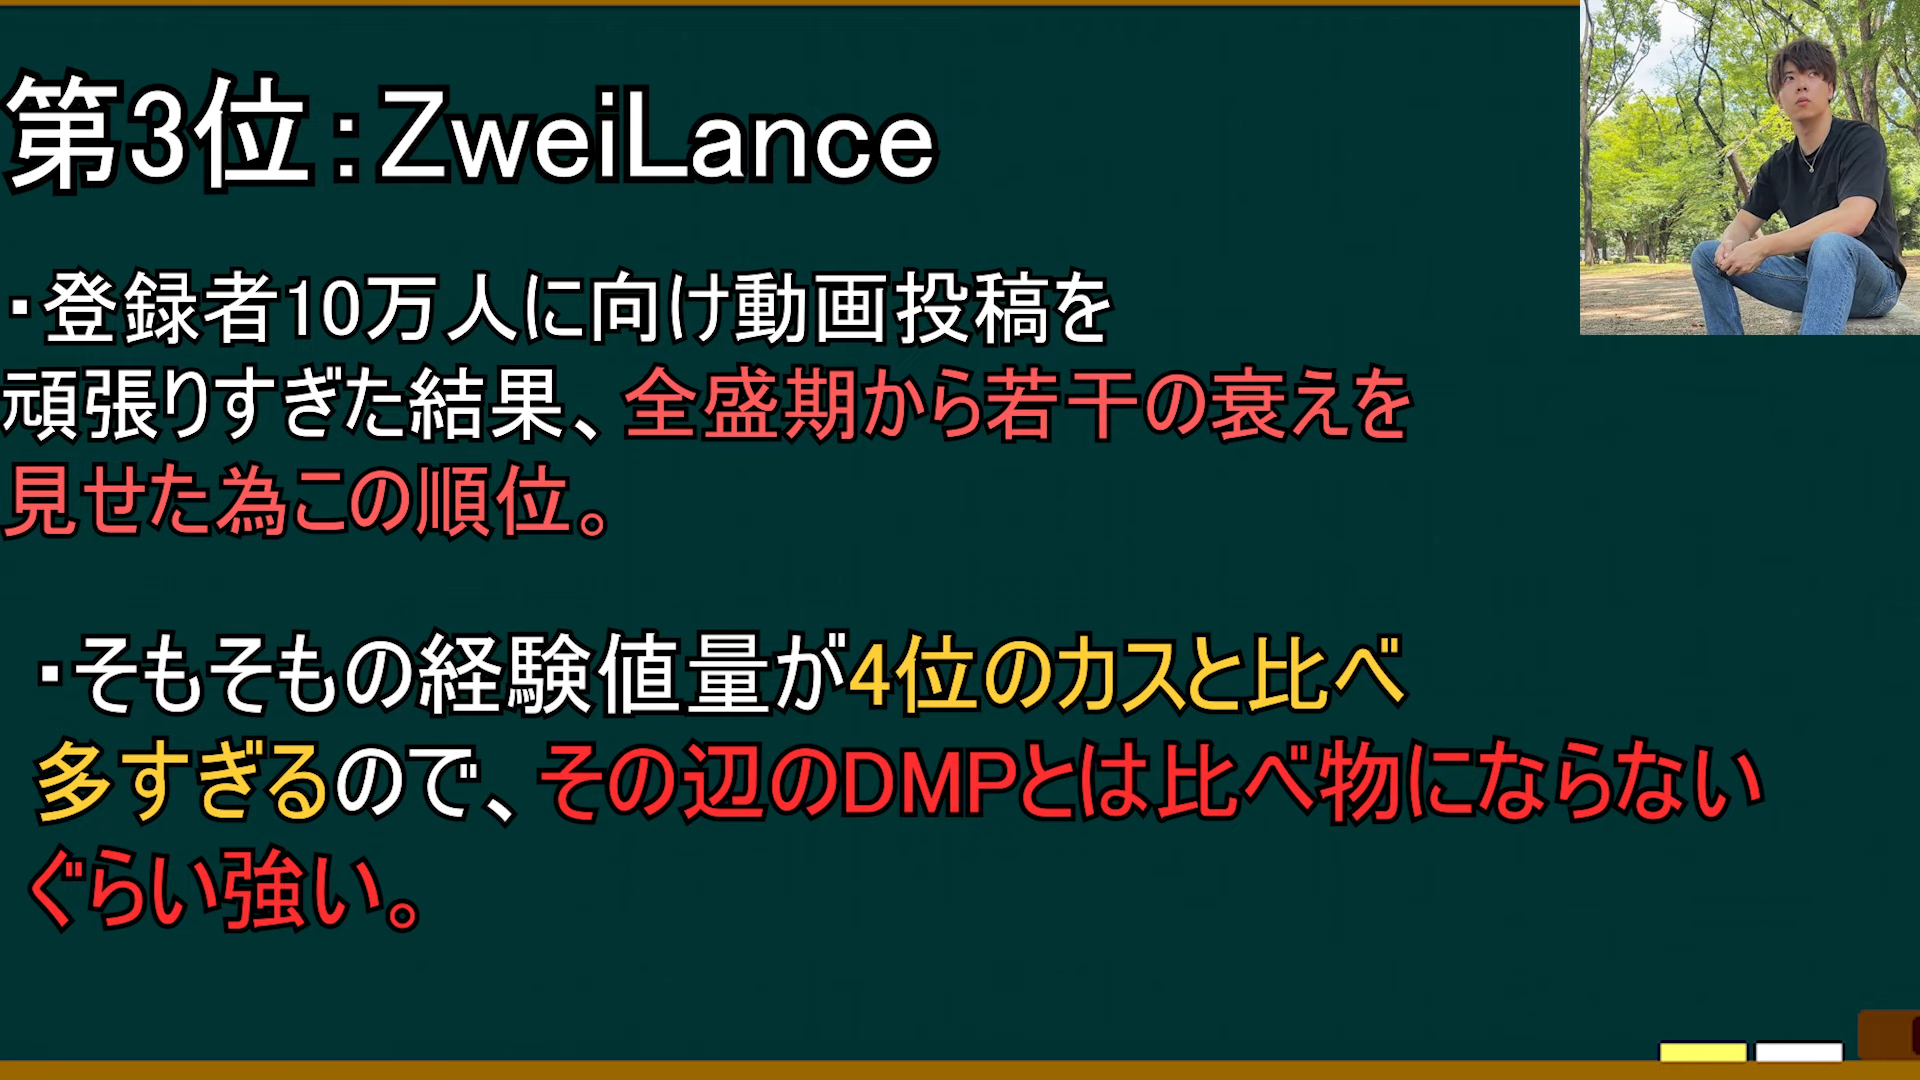 第3位：ZweiLance
・登録者10万人に向け動画投稿を
頑張りすぎた結果、全盛期から若干の衰えを
見せた為この順位。
・そもそもの経験値量が4位のカスと比べ
多すぎるので、その辺のDMPとは比べ物にならない
ぐらい強い。